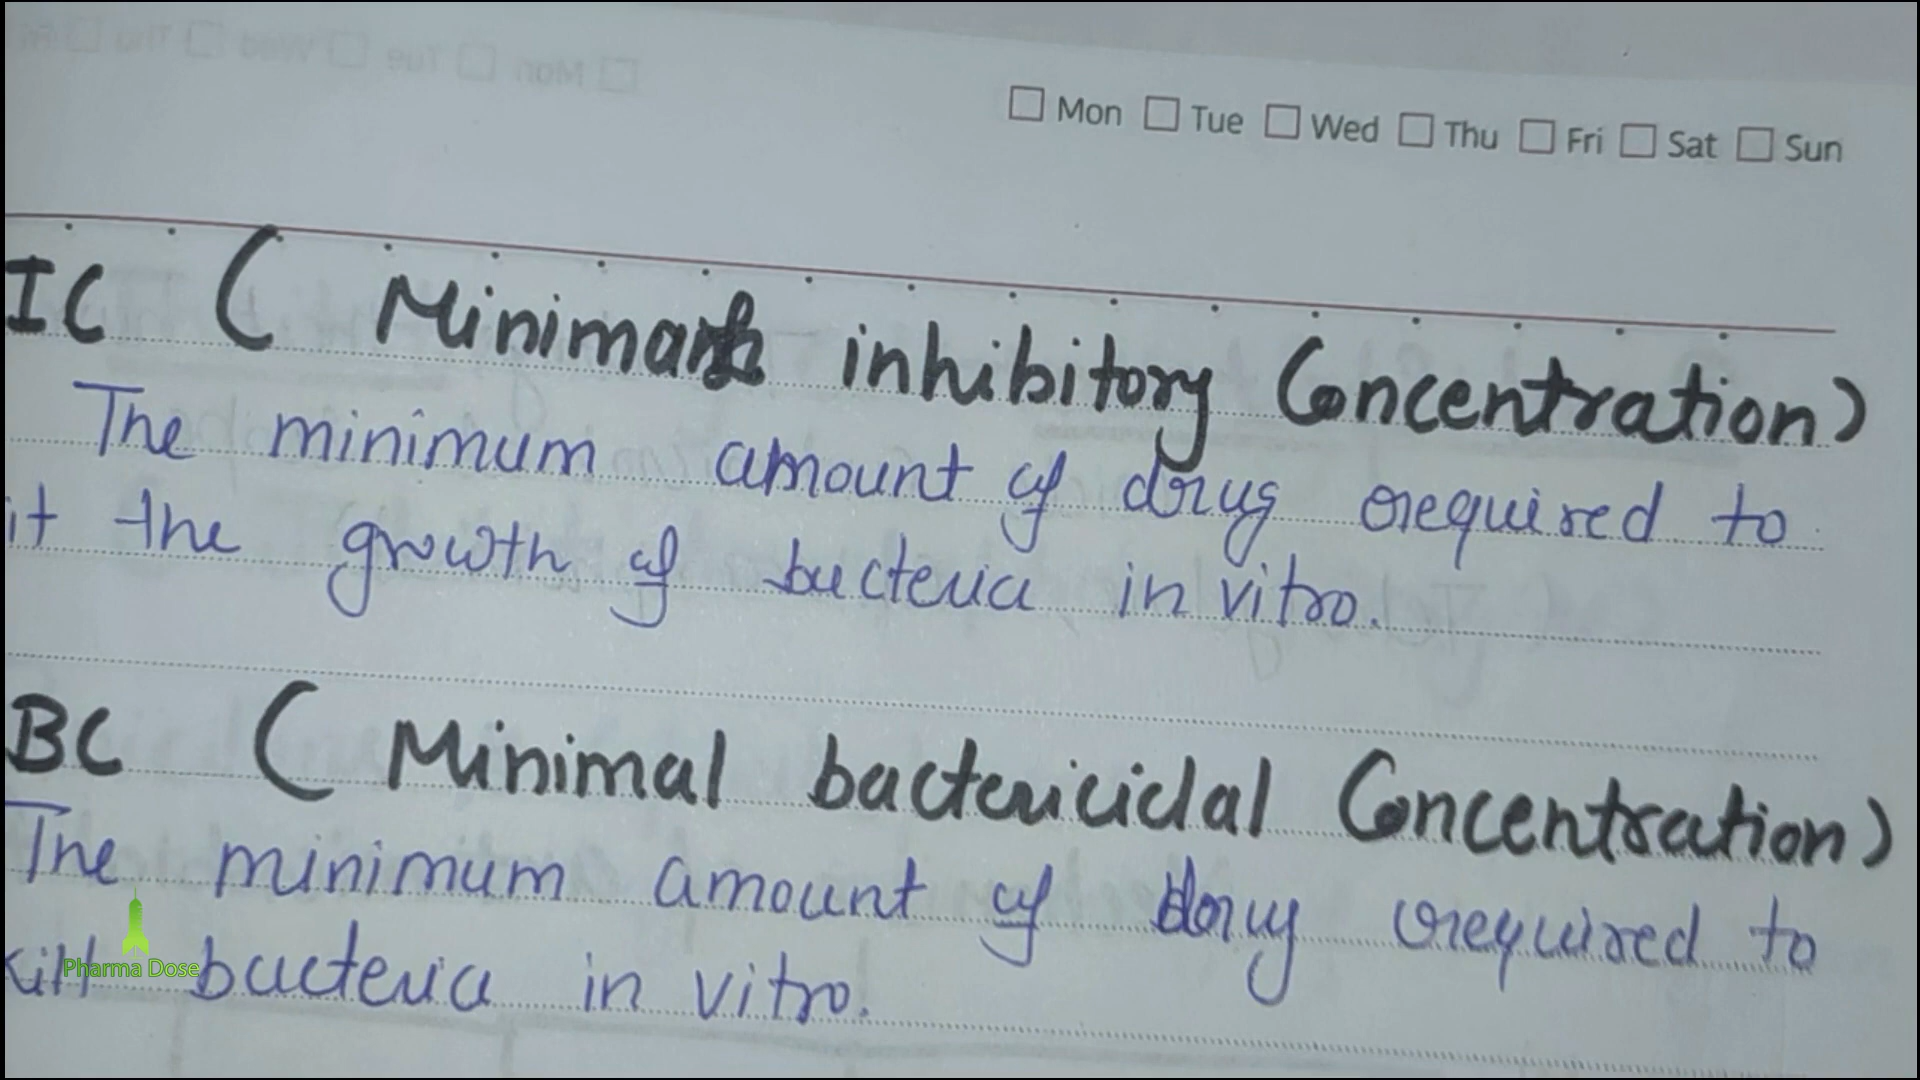 Mon Tue Wed Thu Fri Sat Sun
IC ( Minimal inhibitory Concentration)
The minimum amount of drug required to
it the growth of bacteria in vitro.
BC ( Minimal bactericidal Concentration)
The minimum amount of drug required to
kill bacteria in vitro.
Pharma Dose